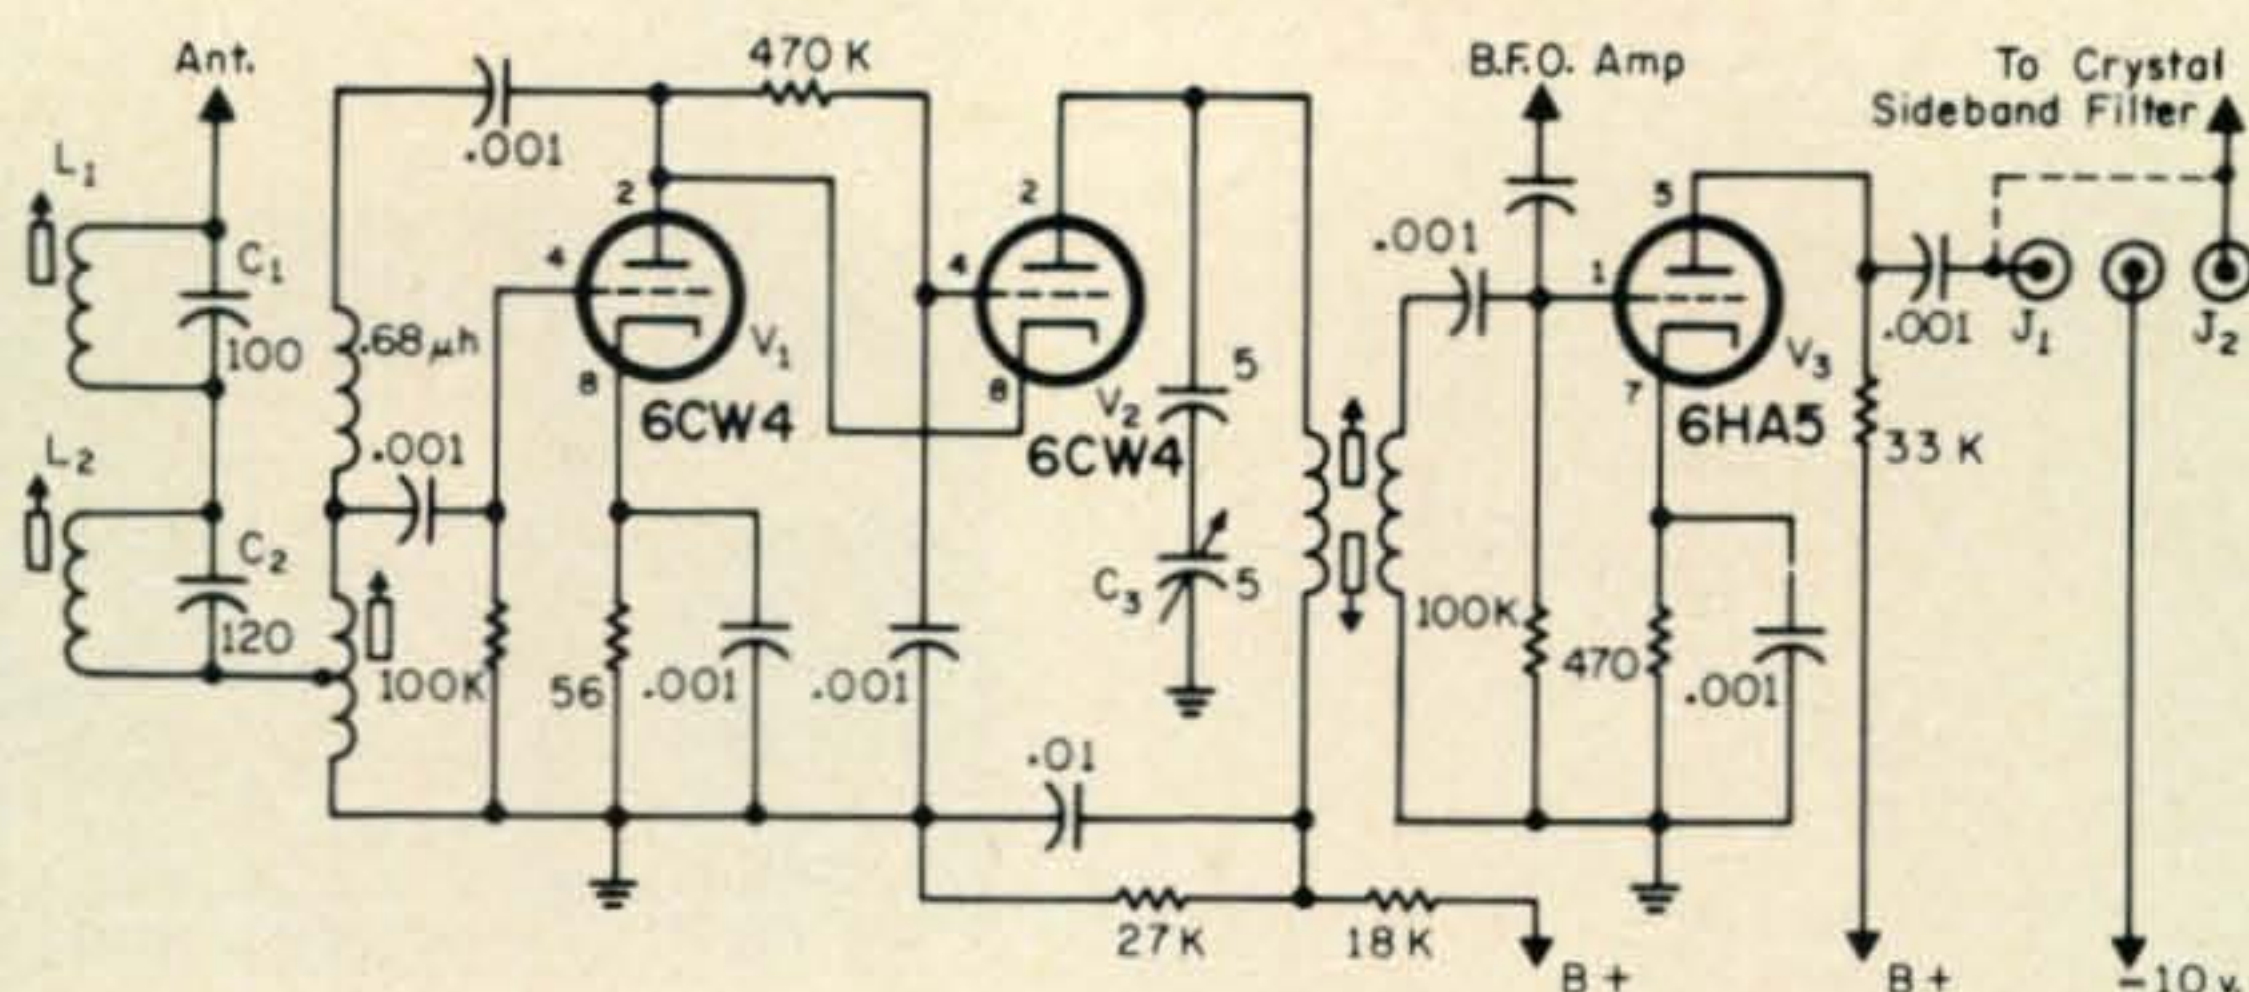 Ant.
470 K
B.F.O. Amp
To Crystal
Sideband Filter
.001
L1
2
2
5
4
C1
4
.001
1
100
.68 μh
V1
5
.001
J1
J2
8
8
V2
V3
7
6CW4
6CW4
6HA5
33 K
L2
.001
C2
C3
5
120
100K
56
.001
.001
100K
470
.001
.01
27 K
18 K
B +
B +
-10 v.